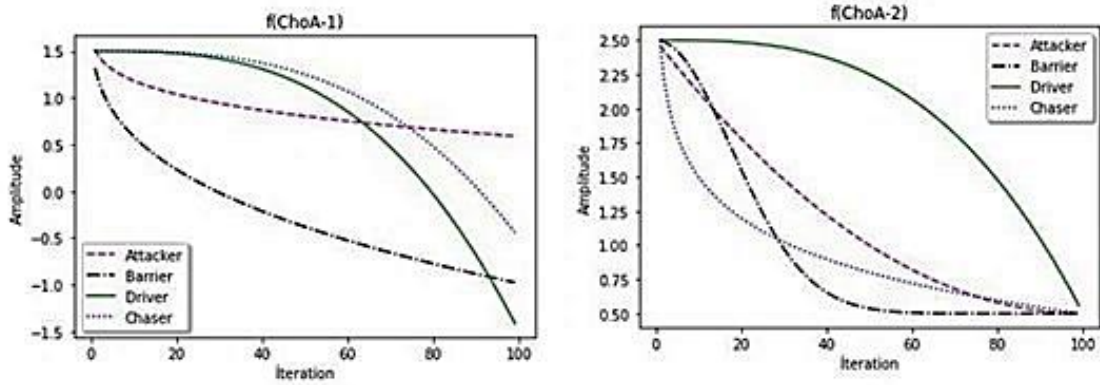 f(ChoA-1)
Amplitude
1.5
1.0
0.5
0.0
−0.5
−1.0
−1.5
Attacker
Barrier
Driver
Chaser
0
20
40
60
80
100
Iteration
f(ChoA-2)
Amplitude
2.50
2.25
2.00
1.75
1.50
1.25
1.00
0.75
0.50
Attacker
Barrier
Driver
Chaser
0
20
40
60
80
100
Iteration